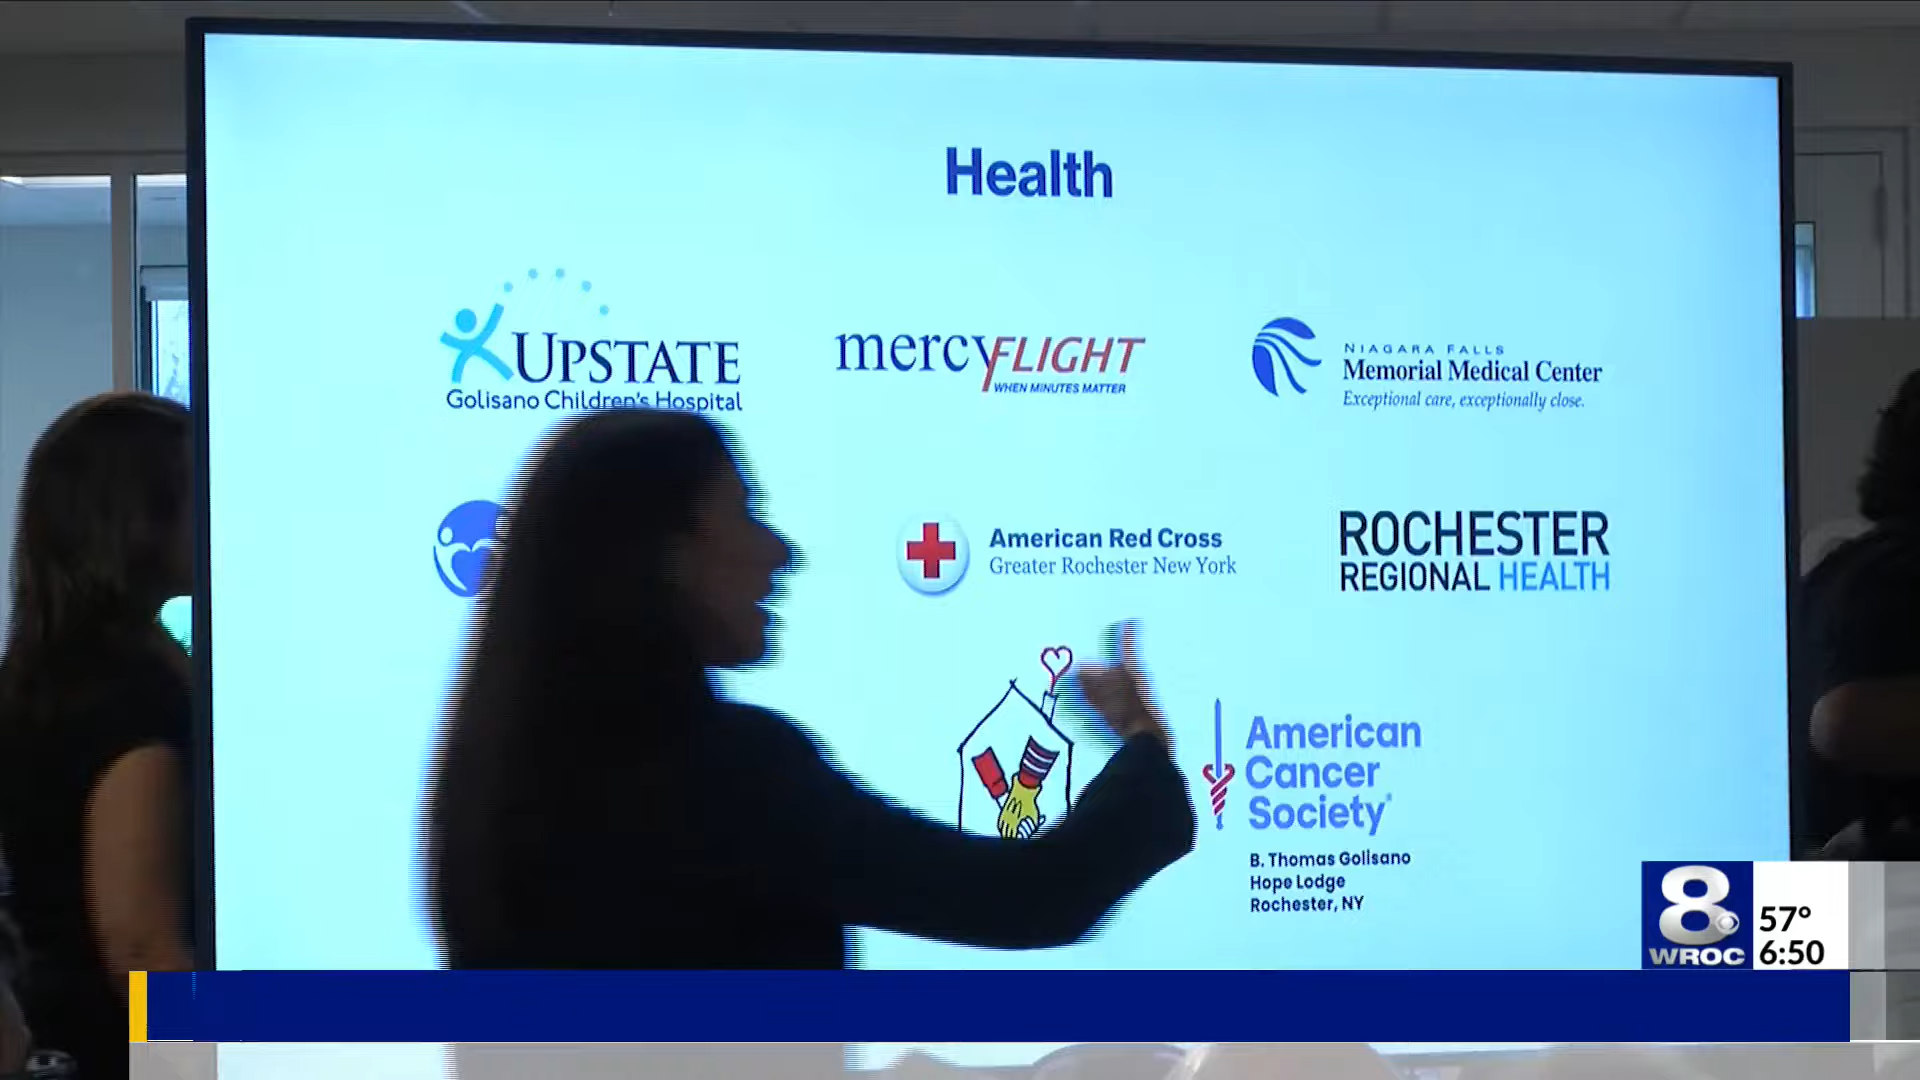 Health
UPSTATE
Golisano Children's Hospital
mercyFLIGHT
WHEN MINUTES MATTER
NIAGARA FALLS
Memorial Medical Center
Exceptional care, exceptionally close.
American Red Cross
Greater Rochester New York
ROCHESTER
REGIONAL HEALTH
American
Cancer
Society
B. Thomas Golisano
Hope Lodge
Rochester, NY
8
WROC
57°
6:50